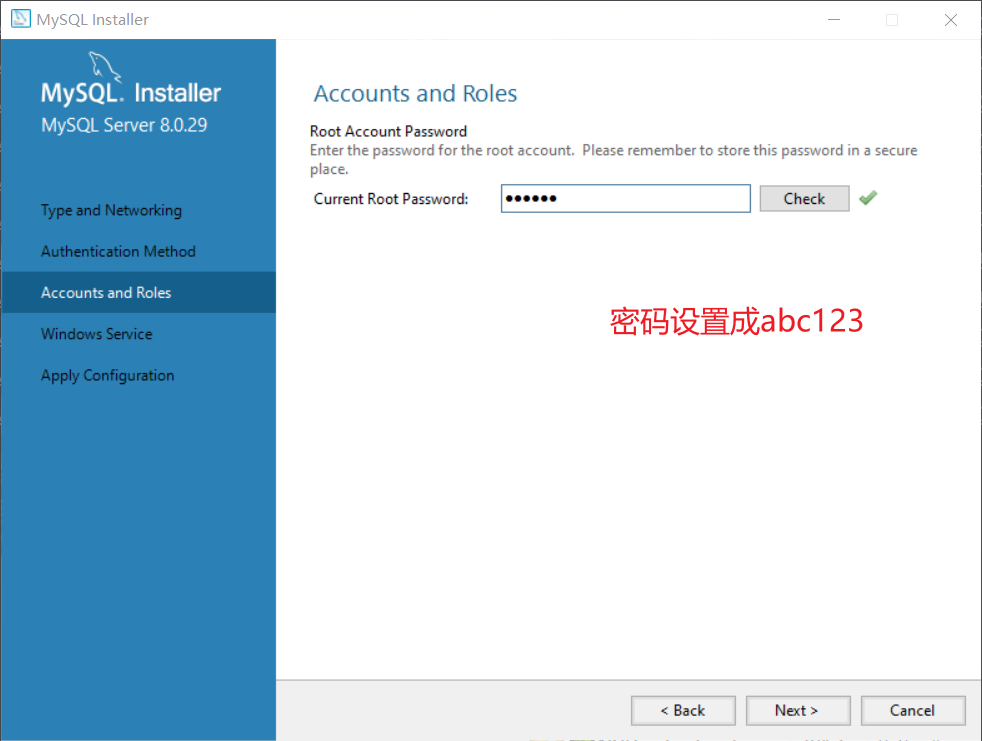 MySQL Installer
MySQL. Installer
MySQL Server 8.0.29
Type and Networking
Authentication Method
Accounts and Roles
Windows Service
Apply Configuration
Accounts and Roles
Root Account Password
Enter the password for the root account. Please remember to store this password in a secure
place.
Current Root Password:
Check
密码设置成abc123
< Back
Next >
Cancel